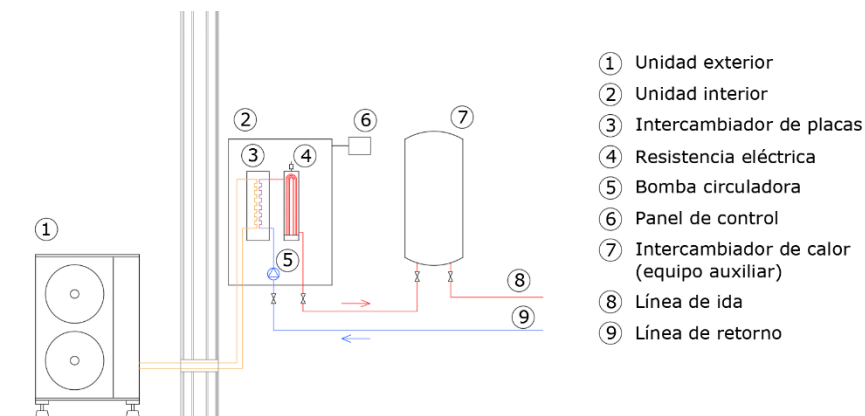 ② ⑥ ⑦
③ ④
①
⑤
⑧
⑨
① Unidad exterior
② Unidad interior
③ Intercambiador de placas
④ Resistencia eléctrica
⑤ Bomba circuladora
⑥ Panel de control
⑦ Intercambiador de calor
(equipo auxiliar)
⑧ Línea de ida
⑨ Línea de retorno